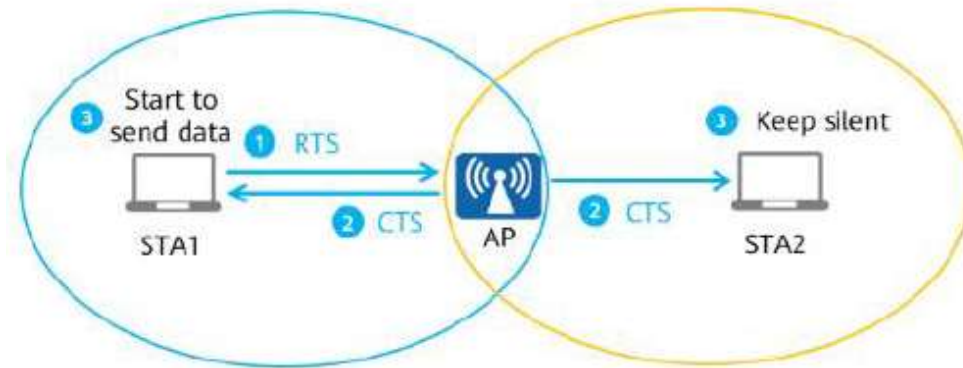 3 Start to
send data
1 RTS
2 CTS
STA1
AP
2 CTS
3 Keep silent
STA2